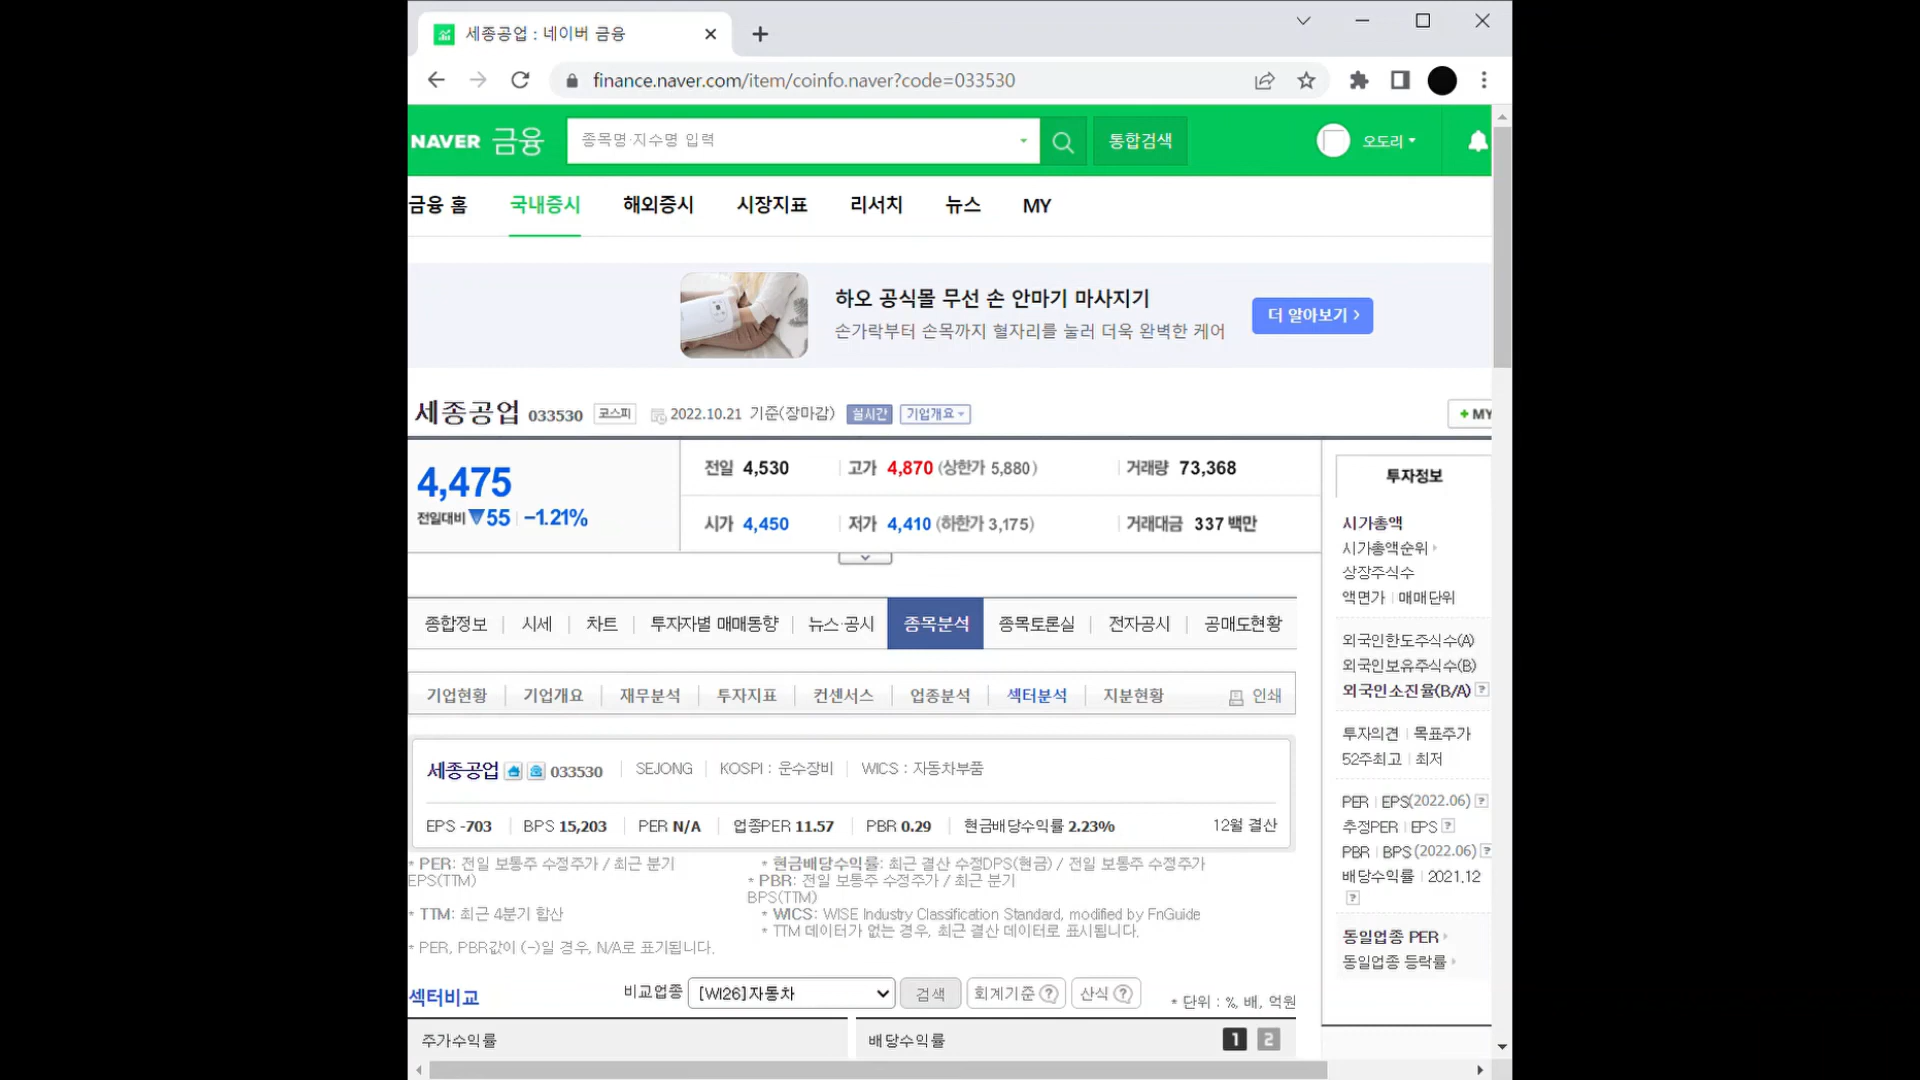 세종공업 : 네이버 금융
finance.naver.com/item/coinfo.naver?code=033530
NAVER 금융
종목명·지수명 입력
통합검색
오도리
금융 홈 국내증시 해외증시 시장지표 리서치 뉴스 MY
하오 공식몰 무선 손 안마기 마사지기
손가락부터 손목까지 혈자리를 눌러 더욱 완벽한 케어
더 알아보기 >
세종공업 033530 코스피 2022.10.21 기준(장마감) 실시간 기업개요
+ MY
4,475
전일대비 ▼55 -1.21%
전일 4,530 고가 4,870 (상한가 5,880) 거래량 73,368
시가 4,450 저가 4,410 (하한가 3,175) 거래대금 337 백만
종합정보 시세 차트 투자자별 매매동향 뉴스·공시 종목분석 종목토론실 전자공시 공매도현황
기업현황 기업개요 재무분석 투자지표 컨센서스 업종분석 섹터분석 지분현황 인쇄
세종공업 033530 SEJONG KOSPI : 운수장비 WICS : 자동차부품
EPS -703 BPS 15,203 PER N/A 업종PER 11.57 PBR 0.29 현금배당수익률 2.23% 12월 결산
* PER: 전일 보통주 수정주가 / 최근 분기
EPS(TTM)
* TTM: 최근 4분기 합산
* PER, PBR값이 (-)일 경우, N/A로 표기됩니다.
* 현금배당수익률: 최근 결산 수정DPS(현금) / 전일 보통주 수정주가
* PBR: 전일 보통주 수정주가 / 최근 분기
BPS(TTM)
* WICS: WISE Industry Classification Standard, modified by FnGuide
* TTM 데이터가 없는 경우, 최근 결산 데이터로 표시됩니다.
섹터비교 비교업종 [WI26]자동차 검색 회계기준 ? 산식 ? * 단위 : %, 배, 억원
주가수익률 배당수익률 1 2
투자정보
시가총액
시가총액순위
상장주식수
액면가 매매단위
외국인한도주식수(A)
외국인보유주식수(B)
외국인소진율(B/A) ?
투자의견 목표주가
52주최고 최저
PER EPS(2022.06) ?
추정PER EPS ?
PBR BPS (2022.06) ?
배당수익률 2021.12
?
동일업종 PER
동일업종 등락률